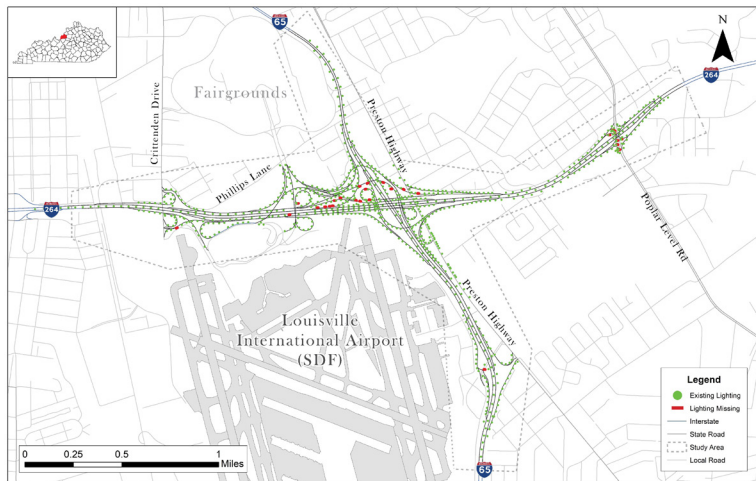 65
N
264
Fairgrounds
Crittenden Drive
Preston Highway
Phillips Lane
264
Poplar Level Rd
Preston Highway
Louisville
International Airport
(SDF)
Legend
Existing Lighting
Lighting Missing
Interstate
State Road
Study Area
Local Road
0 0.25 0.5 1
Miles
65